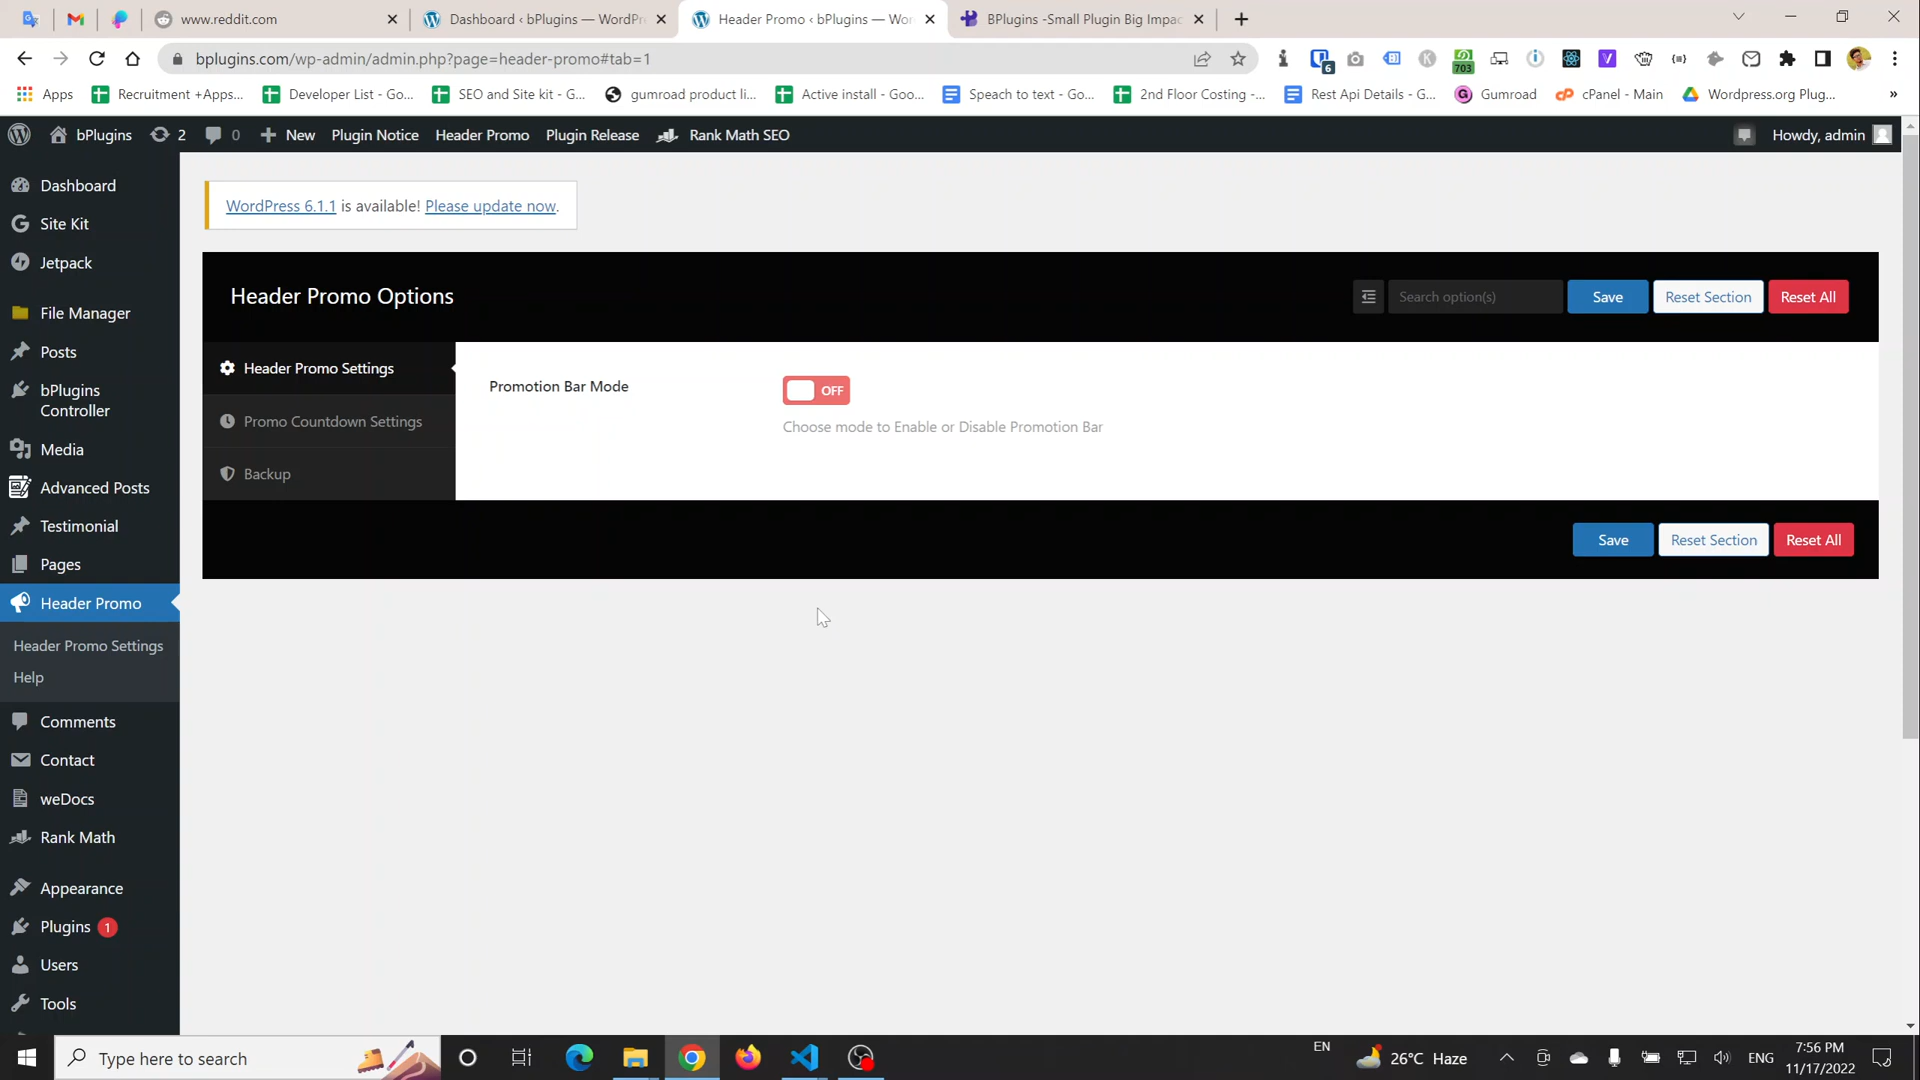 www.reddit.com
Dashboard ‹ bPlugins — WordPr
Header Promo ‹ bPlugins — Wor
BPlugins -Small Plugin Big Impac
bplugins.com/wp-admin/admin.php?page=header-promo#tab=1
6
703
Apps
Recruitment +Apps...
Developer List - Go...
SEO and Site kit - G...
gumroad product li...
Active install - Goo...
Speach to text - Go...
2nd Floor Costing -...
Rest Api Details - G...
Gumroad
cPanel - Main
Wordpress.org Plug...
»
bPlugins
2
0
New
Plugin Notice
Header Promo
Plugin Release
Rank Math SEO
Howdy, admin
Dashboard
Site Kit
Jetpack
File Manager
Posts
bPlugins
Controller
Media
Advanced Posts
Testimonial
Pages
Header Promo
Header Promo Settings
Help
Comments
Contact
weDocs
Rank Math
Appearance
Plugins 1
Users
Tools
WordPress 6.1.1 is available! Please update now.
Header Promo Options
Search option(s)
Save
Reset Section
Reset All
Header Promo Settings
Promo Countdown Settings
Backup
Promotion Bar Mode
OFF
Choose mode to Enable or Disable Promotion Bar
Save
Reset Section
Reset All
Type here to search
EN
26°C Haze
ENG
7:56 PM
11/17/2022